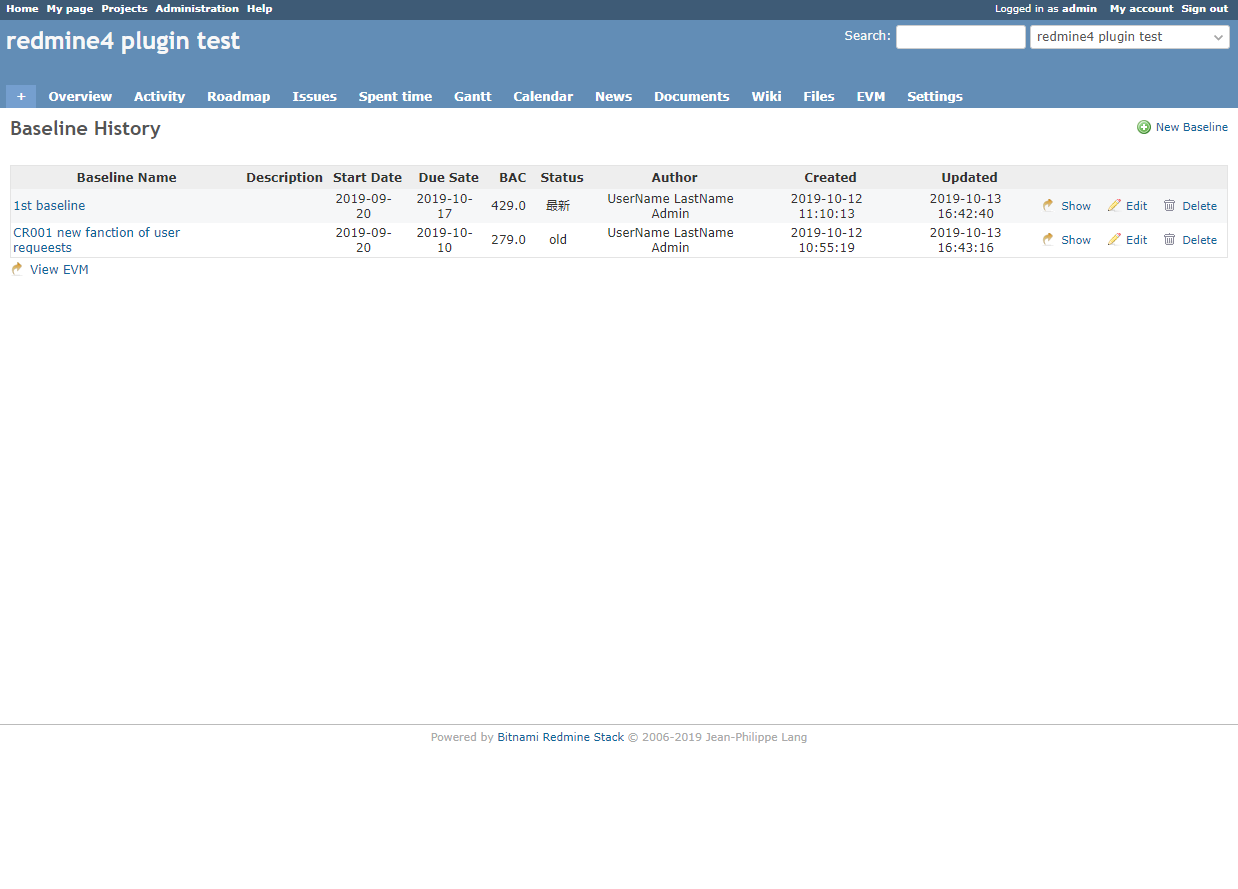 Home My page Projects Administration Help Logged in as admin My account Sign out
redmine4 plugin test Search: redmine4 plugin test
+ Overview Activity Roadmap Issues Spent time Gantt Calendar News Documents Wiki Files EVM Settings
Baseline History New Baseline
Baseline Name Description Start Date Due Sate BAC Status Author Created Updated
1st baseline 2019-09-20 2019-10-17 429.0 最新 UserName LastName Admin 2019-10-12 11:10:13 2019-10-13 16:42:40 Show Edit Delete
CR001 new fanction of user requeests 2019-09-20 2019-10-10 279.0 old UserName LastName Admin 2019-10-12 10:55:19 2019-10-13 16:43:16 Show Edit Delete
View EVM
Powered by Bitnami Redmine Stack © 2006-2019 Jean-Philippe Lang